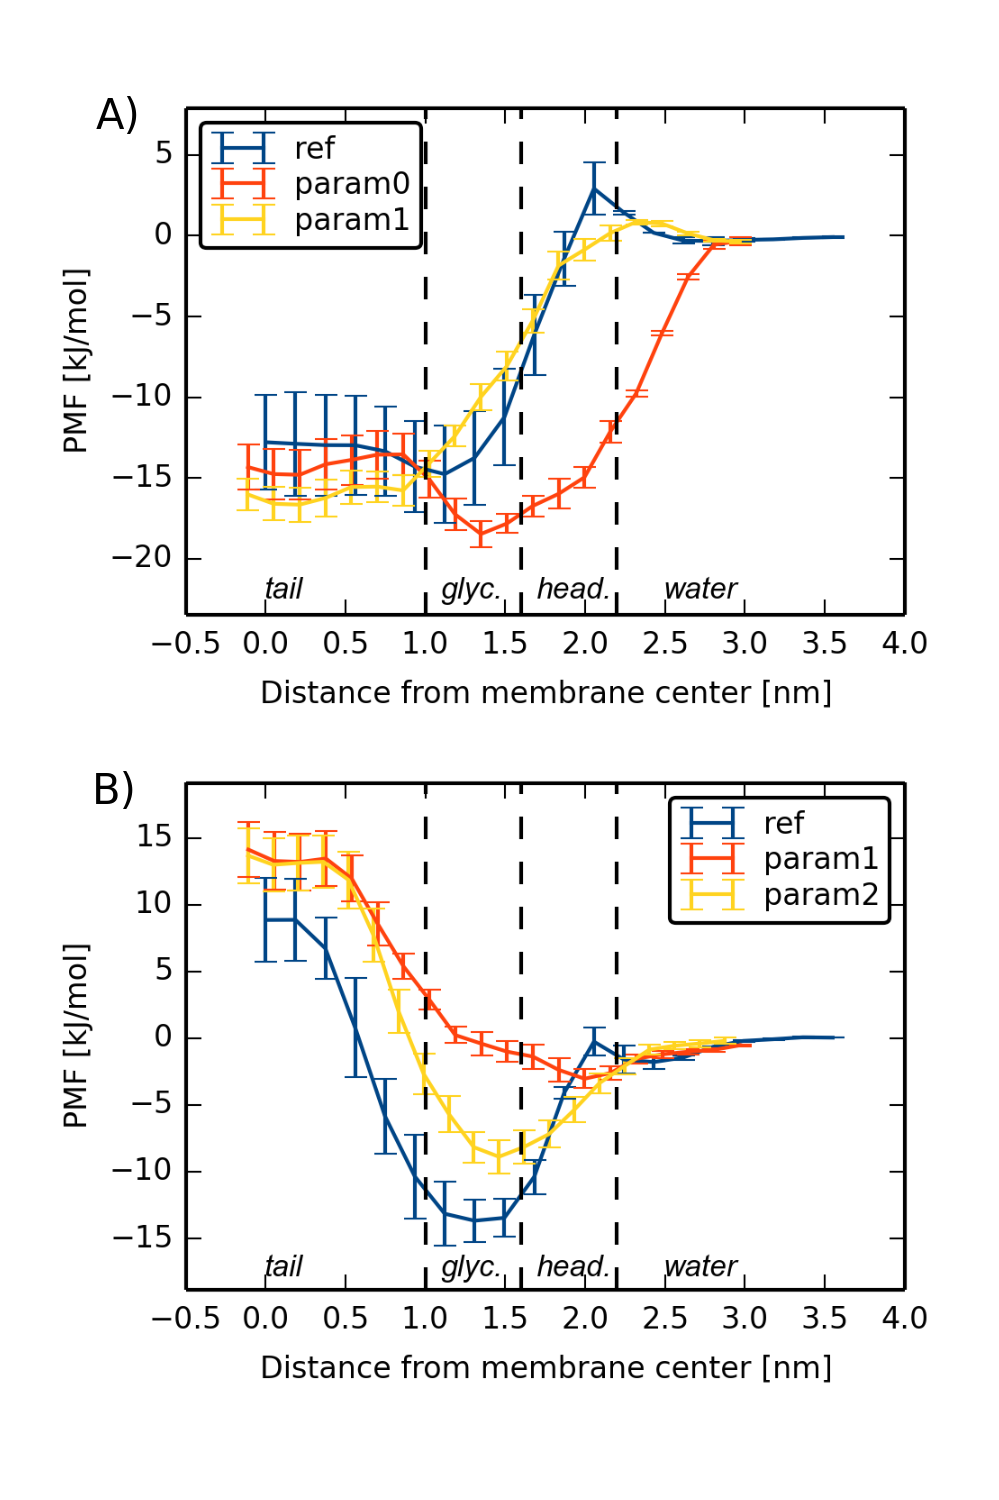 A)
ref
param0
param1
5
0
−5
−10
−15
−20
PMF [kJ/mol]
tail glyc. head. water
−0.5 0.0 0.5 1.0 1.5 2.0 2.5 3.0 3.5 4.0
Distance from membrane center [nm]
B)
ref
param1
param2
15
10
5
0
−5
−10
−15
PMF [kJ/mol]
tail glyc. head. water
−0.5 0.0 0.5 1.0 1.5 2.0 2.5 3.0 3.5 4.0
Distance from membrane center [nm]